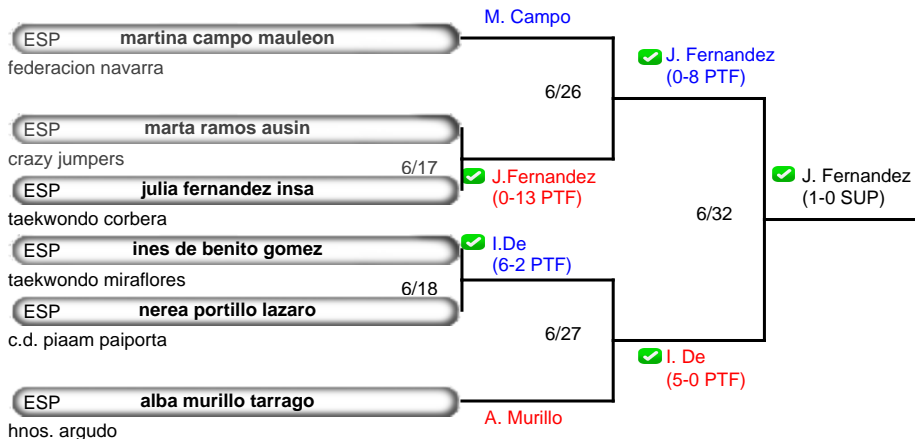 M. Campo
ESP martina campo mauleon
federacion navarra
J. Fernandez
(0-8 PTF)
6/26
ESP marta ramos ausin
crazy jumpers
6/17
J.Fernandez
(0-13 PTF)
J. Fernandez
(1-0 SUP)
ESP julia fernandez insa
taekwondo corbera
6/32
ESP ines de benito gomez
taekwondo miraflores
I.De
(6-2 PTF)
6/18
ESP nerea portillo lazaro
c.d. piaam paiporta
6/27
I. De
(5-0 PTF)
ESP alba murillo tarrago
hnos. argudo
A. Murillo